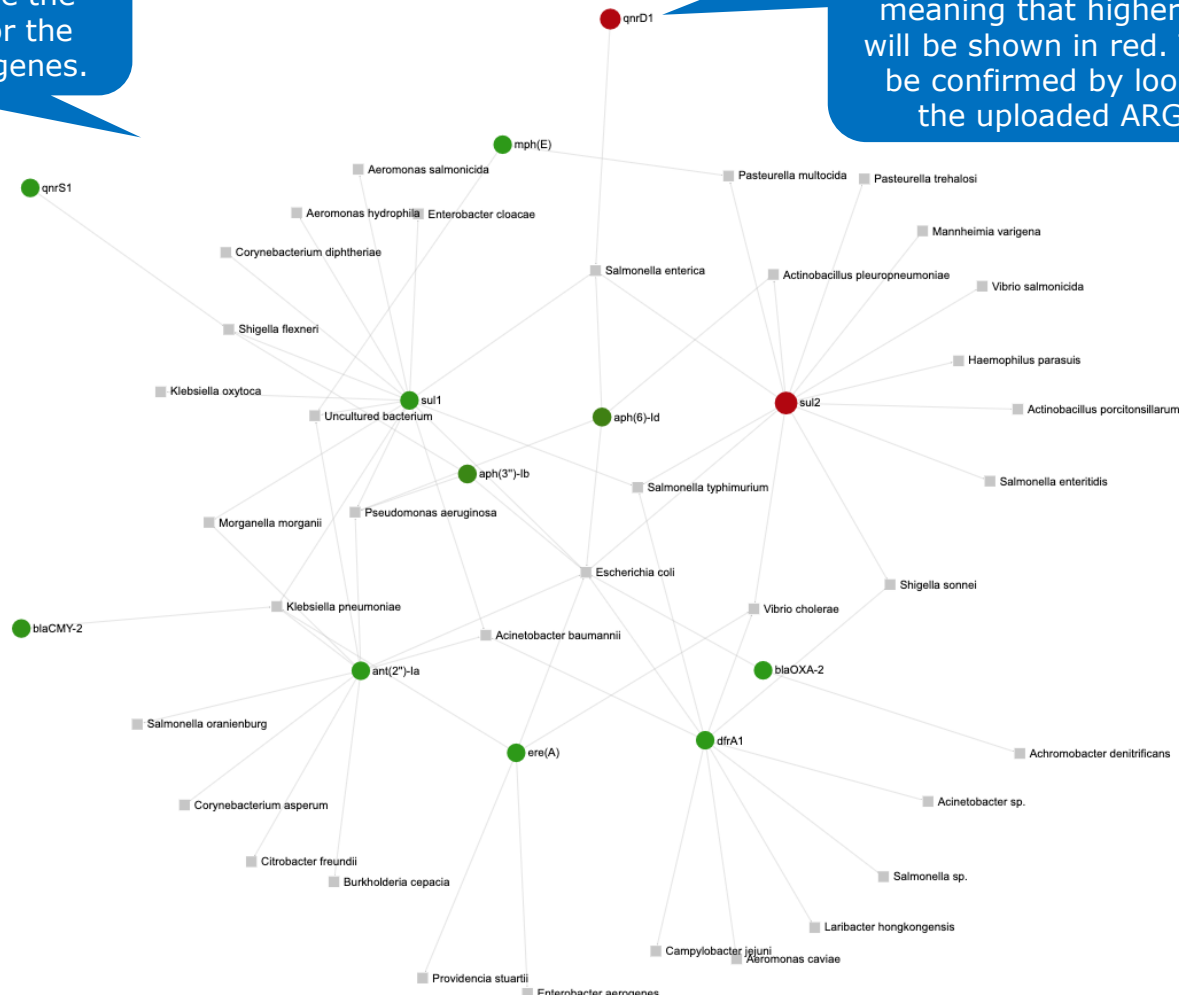 e the
or the
genes.
meaning that higher
will be shown in red.
be confirmed by loo
the uploaded ARG
qnrD1
mph(E)
Aeromonas salmonicida
Pasteurella multocida
Pasteurella trehalosi
qnrS1
Aeromonas hydrophila
Enterobacter cloacae
Mannheimia varigena
Corynebacterium diphtheriae
Salmonella enterica
Actinobacillus pleuropneumoniae
Vibrio salmonicida
Shigella flexneri
Haemophilus parasuis
Klebsiella oxytoca
sul1
sul2
Actinobacillus porcitonsillarum
Uncultured bacterium
aph(6)-Id
aph(3")-Ib
Salmonella typhimurium
Salmonella enteritidis
Morganella morganii
Pseudomonas aeruginosa
Escherichia coli
Shigella sonnei
Klebsiella pneumoniae
Vibrio cholerae
blaCMY-2
Acinetobacter baumannii
ant(2")-Ia
blaOXA-2
Salmonella oranienburg
ere(A)
dfrA1
Achromobacter denitrificans
Corynebacterium asperum
Acinetobacter sp.
Citrobacter freundii
Burkholderia cepacia
Salmonella sp.
Laribacter hongkongensis
Campylobacter jejuni
Aeromonas caviae
Providencia stuartii
Enterobacter aerogenes